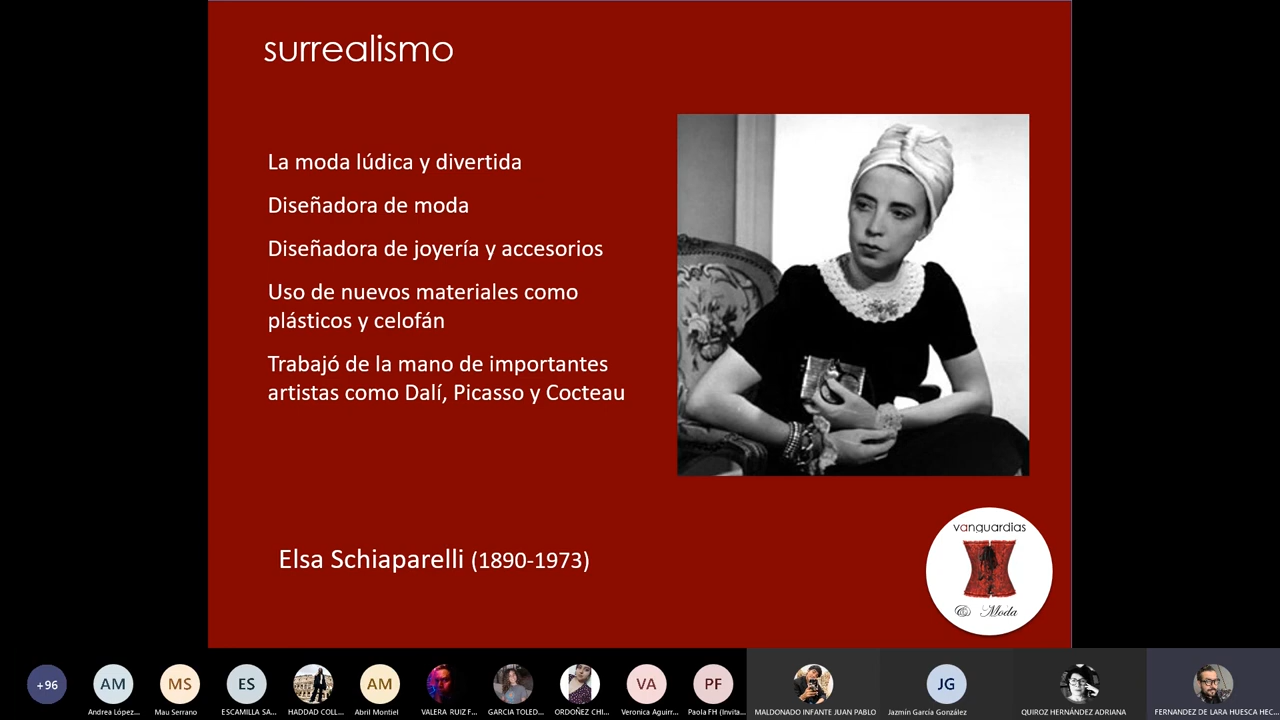 surrealismo
La moda lúdica y divertida
Diseñadora de moda
Diseñadora de joyería y accesorios
Uso de nuevos materiales como
plásticos y celofán
Trabajó de la mano de importantes
artistas como Dalí, Picasso y Cocteau
Elsa Schiaparelli (1890-1973)
vanguardias
& Moda
+96
AM
MS
ES
AM
VA
PF
JG
Andrea López...
Mau Serrano
ESCAMILLA SA...
HADDAD COLL...
Abril Montiel
VALERA RUIZ F...
GARCIA TOLED...
ORDOÑEZ CHI...
Veronica Aguirr...
Paola FH (Invita...
MALDONADO INFANTE JUAN PABLO
Jazmín García González
QUIROZ HERNÁNDEZ ADRIANA
FERNANDEZ DE LARA HUESCA HEC...